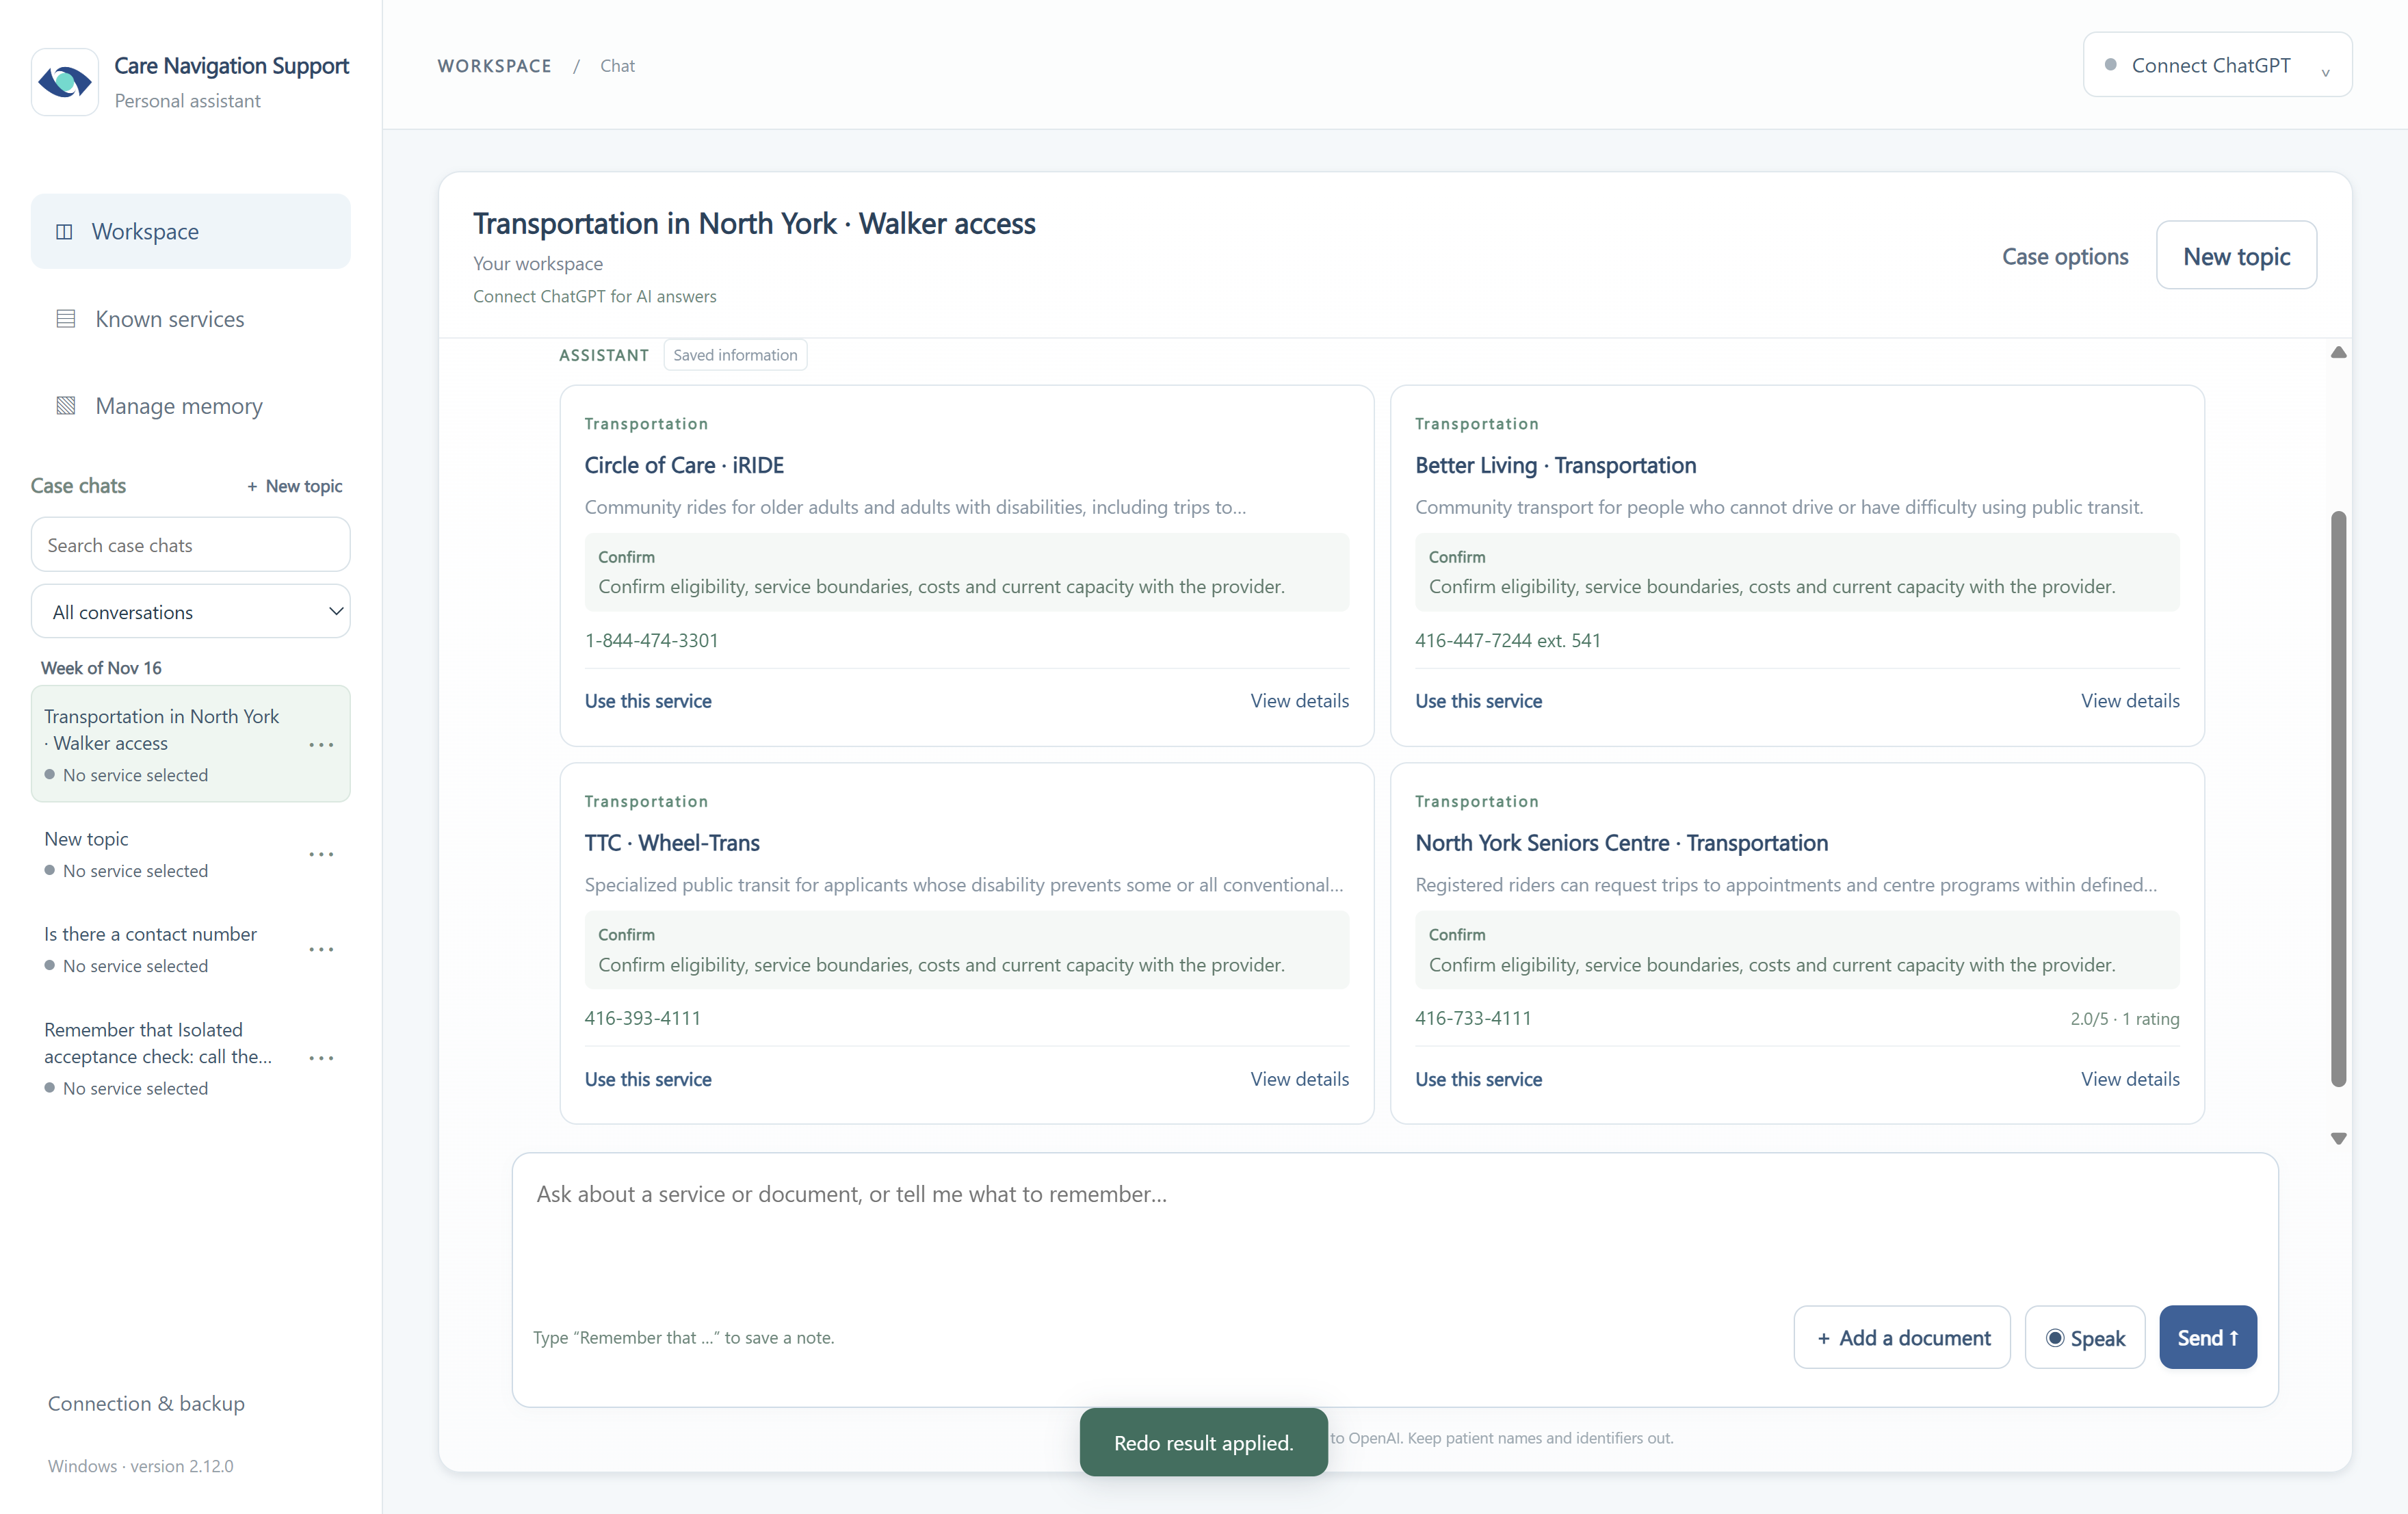 Care Navigation Support
Personal assistant
Workspace
Known services
Manage memory
Case chats
+ New topic
Search case chats
All conversations
Week of Nov 16
Transportation in North York
· Walker access
No service selected
New topic
No service selected
Is there a contact number
No service selected
Remember that Isolated
acceptance check: call the...
No service selected
Connection & backup
Windows · version 2.12.0
WORKSPACE / Chat
Connect ChatGPT
Transportation in North York · Walker access
Your workspace
Connect ChatGPT for AI answers
Case options
New topic
ASSISTANT
Saved information
Transportation
Circle of Care · iRIDE
Community rides for older adults and adults with disabilities, including trips to...
Confirm
Confirm eligibility, service boundaries, costs and current capacity with the provider.
1-844-474-3301
Use this service
View details
Transportation
Better Living · Transportation
Community transport for people who cannot drive or have difficulty using public transit.
Confirm
Confirm eligibility, service boundaries, costs and current capacity with the provider.
416-447-7244 ext. 541
Use this service
View details
Transportation
TTC · Wheel-Trans
Specialized public transit for applicants whose disability prevents some or all conventional...
Confirm
Confirm eligibility, service boundaries, costs and current capacity with the provider.
416-393-4111
Use this service
View details
Transportation
North York Seniors Centre · Transportation
Registered riders can request trips to appointments and centre programs within defined...
Confirm
Confirm eligibility, service boundaries, costs and current capacity with the provider.
416-733-4111
2.0/5 · 1 rating
Use this service
View details
Ask about a service or document, or tell me what to remember...
Type “Remember that ...” to save a note.
+ Add a document
Speak
Send ↑
Redo result applied.
to OpenAI. Keep patient names and identifiers out.